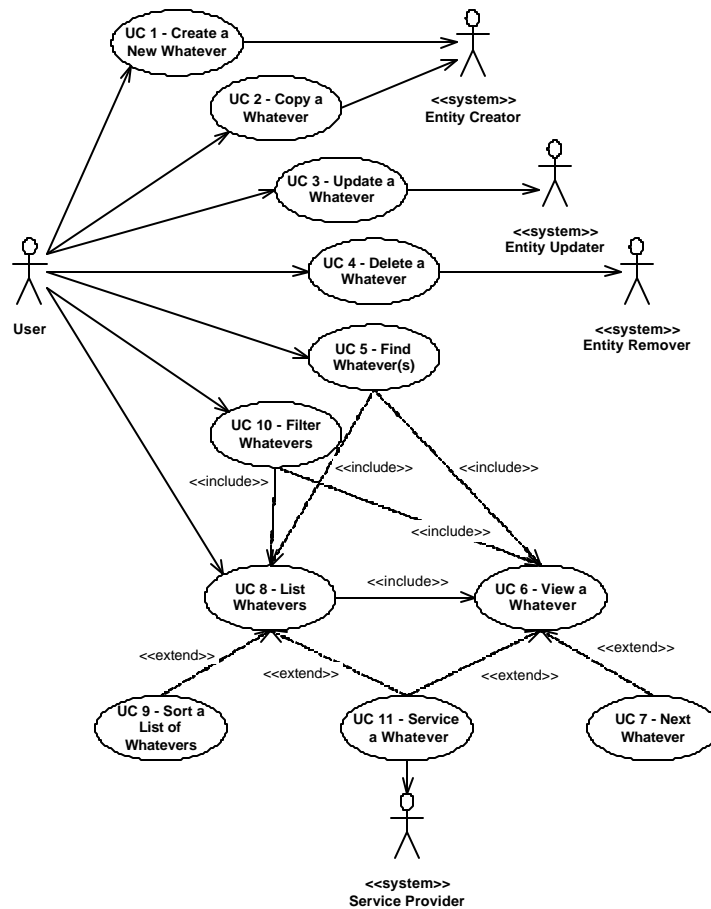 UC 1 - Create a
New Whatever
<<system>>
Entity Creator
UC 2 - Copy a
Whatever
UC 3 - Update a
Whatever
<<system>>
Entity Updater
User
UC 4 - Delete a
Whatever
<<system>>
Entity Remover
UC 5 - Find
Whatever(s)
UC 10 - Filter
Whatevers
<<include>>
<<include>>
<<include>>
<<include>>
UC 8 - List
Whatevers
<<include>>
UC 6 - View a
Whatever
<<extend>>
<<extend>>
<<extend>>
<<extend>>
UC 9 - Sort a
List of
Whatevers
UC 11 - Service
a Whatever
UC 7 - Next
Whatever
<<system>>
Service Provider